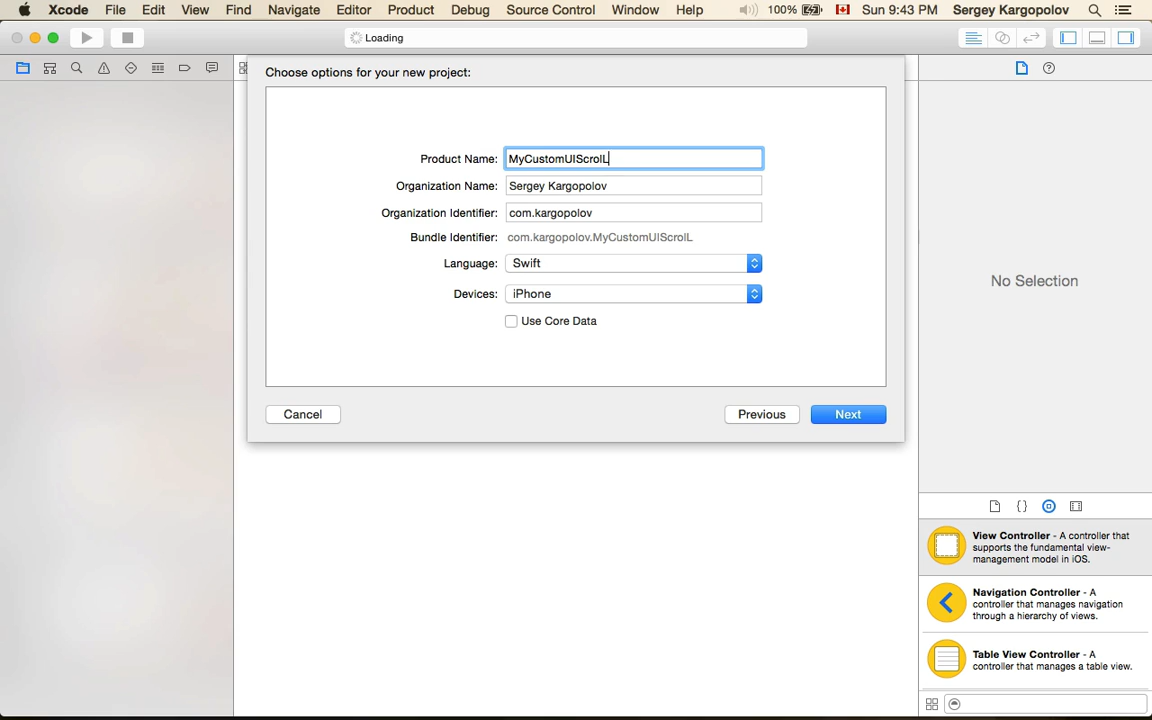 Xcode File Edit View Find Navigate Editor Product Debug Source Control Window Help 100% Sun 9:43 PM Sergey Kargopolov
Loading
Choose options for your new project:
Product Name: MyCustomUIScrolL
Organization Name: Sergey Kargopolov
Organization Identifier: com.kargopolov
Bundle Identifier: com.kargopolov.MyCustomUIScrolL
Language: Swift
Devices: iPhone
Use Core Data
Cancel Previous Next
No Selection
View Controller - A controller that
supports the fundamental view-
management model in iOS.
Navigation Controller - A
controller that manages navigation
through a hierarchy of views.
Table View Controller - A
controller that manages a table view.